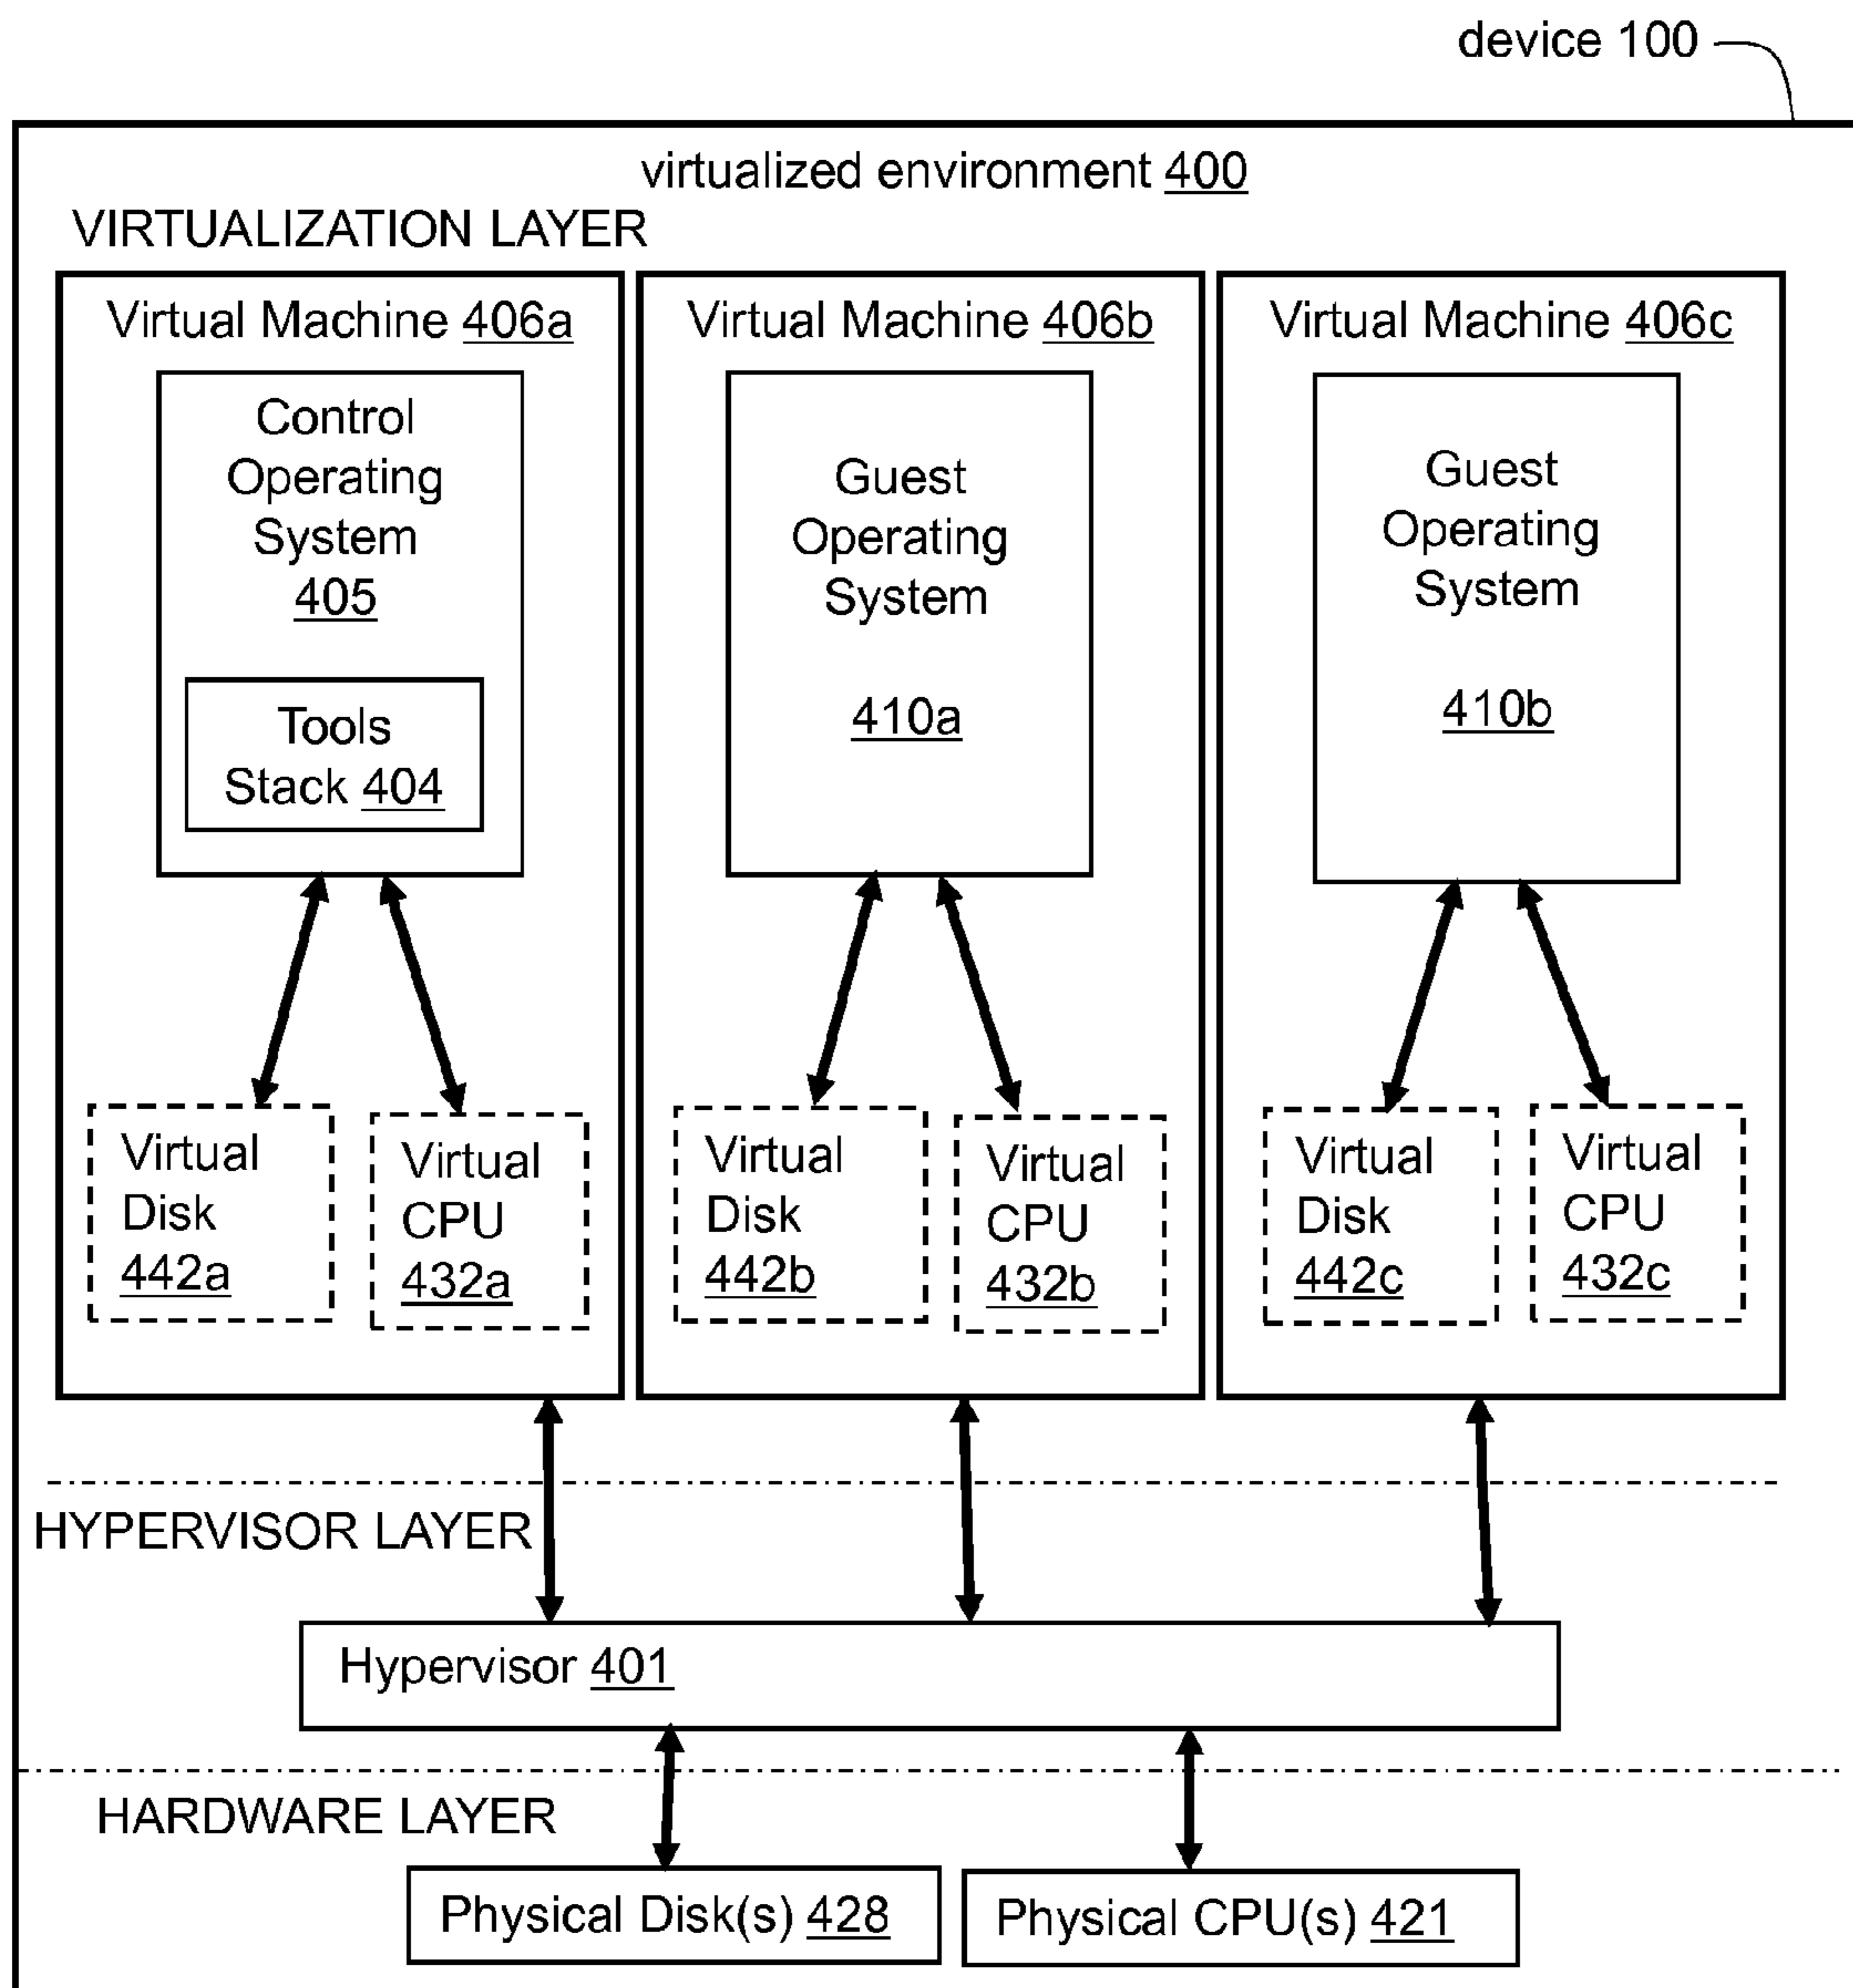 device 100
virtualized environment 400
VIRTUALIZATION LAYER
Virtual Machine 406a
Control
Operating
System
405
Tools
Stack 404
Virtual
Disk
442a
Virtual
CPU
432a
Virtual Machine 406b
Guest
Operating
System
410a
Virtual
Disk
442b
Virtual
CPU
432b
Virtual Machine 406c
Guest
Operating
System
410b
Virtual
Disk
442c
Virtual
CPU
432c
HYPERVISOR LAYER
Hypervisor 401
HARDWARE LAYER
Physical Disk(s) 428
Physical CPU(s) 421